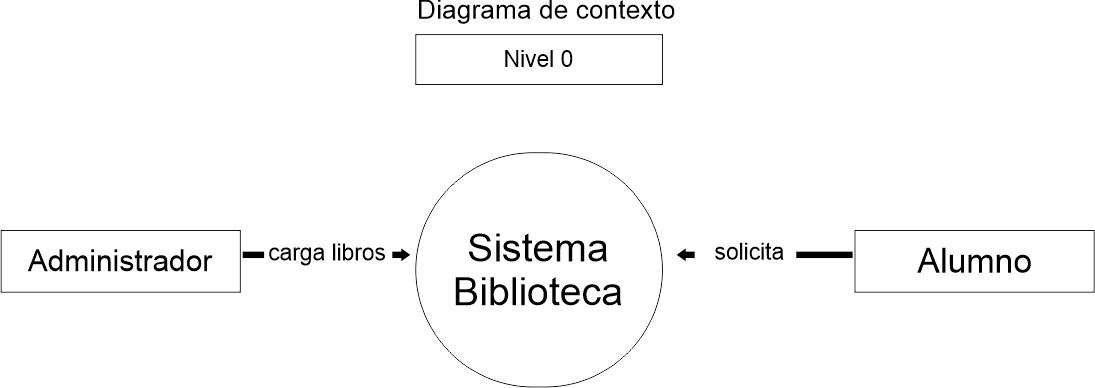 Diagrama de contexto
Nivel 0
Administrador
carga libros
Sistema
Biblioteca
solicita
Alumno